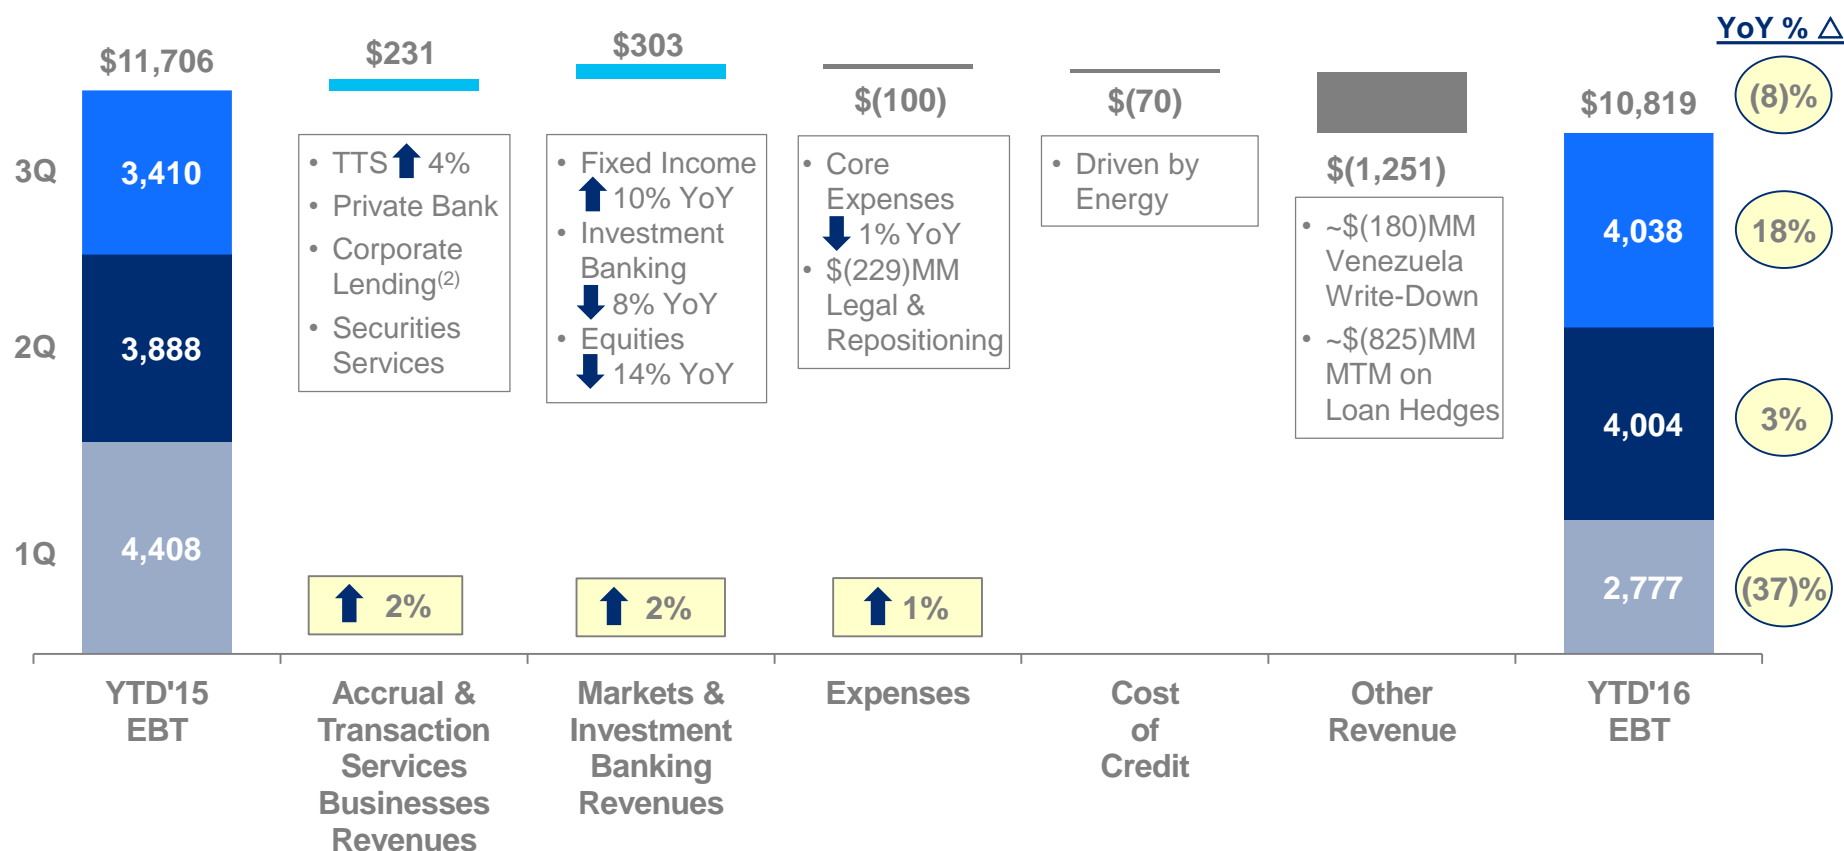 YoY % △
$11,706
$231
$303
$(100)
$(70)
$(1,251)
$10,819
(8)%
3Q
3,410
2Q
3,888
1Q
4,408
• TTS 4%
• Private Bank
• Corporate
Lending(2)
• Securities
Services
• Fixed Income
10% YoY
• Investment
Banking
8% YoY
• Equities
14% YoY
• Core
Expenses
1% YoY
• $(229)MM
Legal &
Repositioning
• Driven by
Energy
• ~$(180)MM
Venezuela
Write-Down
• ~$(825)MM
MTM on
Loan Hedges
4,038
18%
4,004
3%
2,777
(37)%
2%
2%
1%
YTD'15
EBT
Accrual &
Transaction
Services
Businesses
Revenues
Markets &
Investment
Banking
Revenues
Expenses
Cost
of
Credit
Other
Revenue
YTD'16
EBT